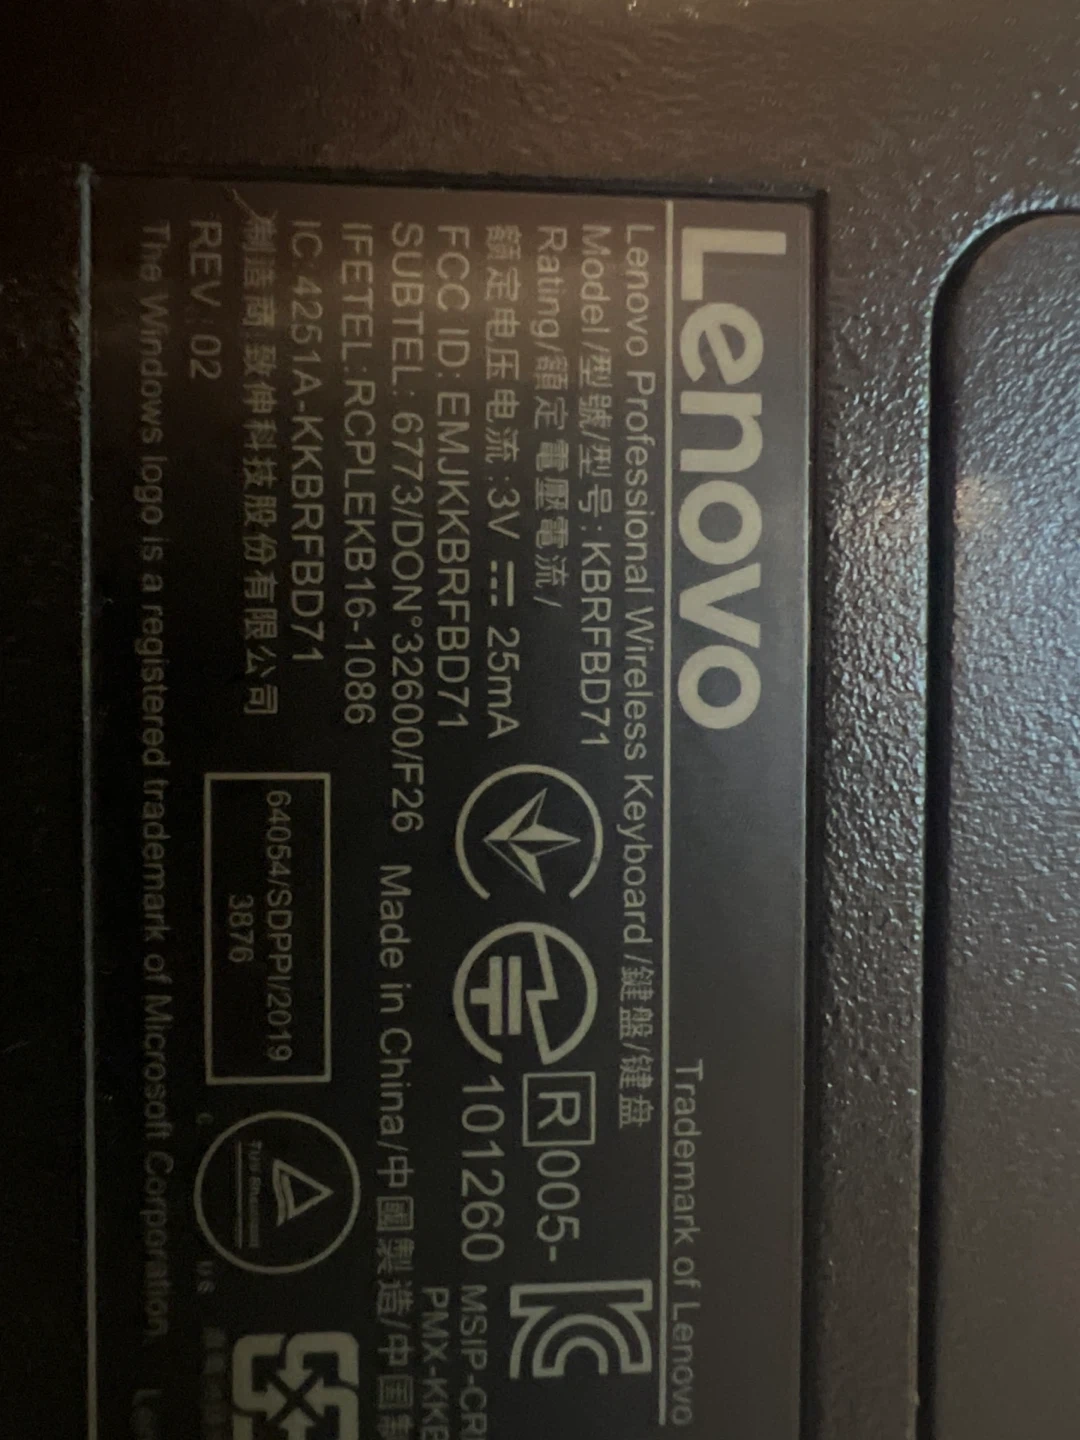 Lenovo
Trademark of Lenovo
Lenovo Professional Wireless Keyboard /鍵盤/键盘
Model /型號/型号: KBRFBD71
Rating/額定電壓電流/
額定电压电流:3V ⎓ 25mA
FCC ID: EMJKKBRFBD71
SUBTEL: 6773/DON°32600/F26 Made in China/中國製造/中国
IFETEL:RCPLEKB16-1086
IC:4251A-KKBRFBD71
制造商 致伸科技股份有限公司
REV: 02
The Windows logo is a registered trademark of Microsoft Corporation.
R 005-
101260
MSIP-CRI
PMX-KKB
64054/SDPPI/2019
3876